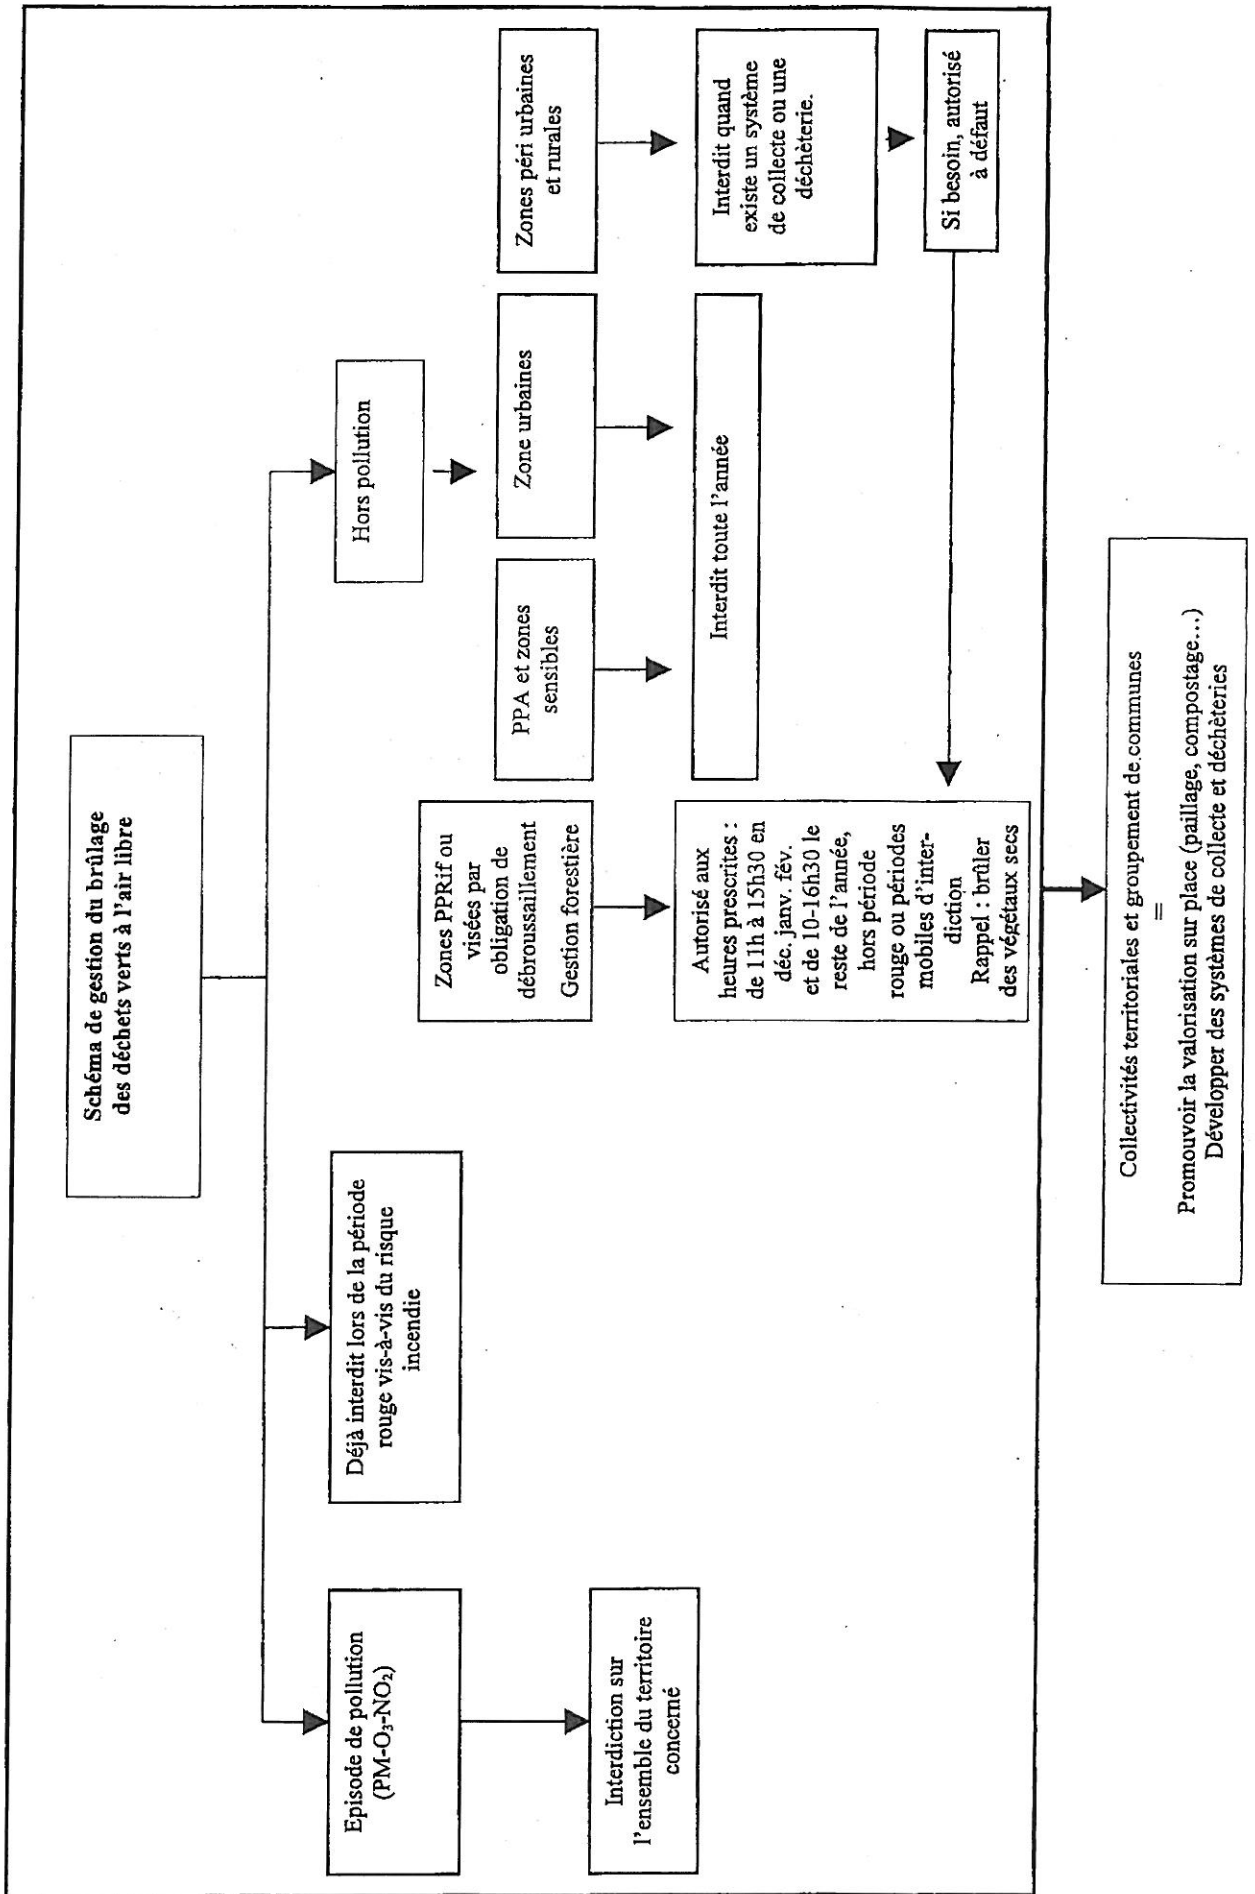 Schéma de gestion du brûlage
des déchets verts à l'air libre
Episode de pollution
(PM-O₃-NO₂)
Déjà interdit lors de la période
rouge vis-à-vis du risque
incendie
Hors pollution
Interdiction sur
l'ensemble du territoire
concerné
Zones PPRif ou
visées par
obligation de
débroussaillement
Gestion forestière
PPA et zones
sensibles
Zone urbaines
Zones péri urbaines
et rurales
Autorisé aux
heures prescrites :
de 11h à 15h30 en
déc. janv. fév.
et de 10-16h30 le
reste de l'année,
hors période
rouge ou périodes
mobiles d'inter-
diction
Rappel : brûler
des végétaux secs
Interdit toute l'année
Interdit quand
existe un système
de collecte ou une
déchèterie.
Si besoin, autorisé
à défaut
Collectivités territoriales et groupement de communes
=
Promouvoir la valorisation sur place (paillage, compostage…)
Développer des systèmes de collecte et déchèteries